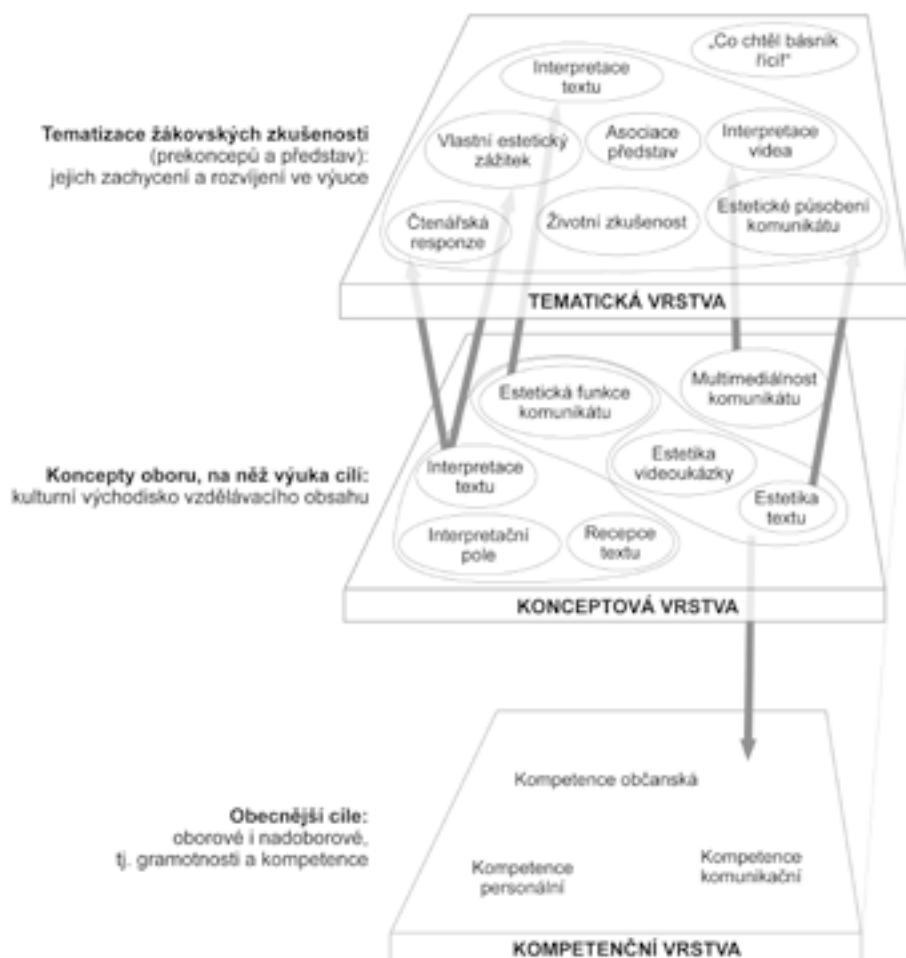 „Co chtěl básník
říci!“
Interpretace
textu
Tematizace žákovských zkušeností
(prekonceptů a představ):
jejich zachycení a rozvíjení ve výuce
Vlastní estetický
zážitek
Asociace
představ
Interpretace
videa
Čtenářská
responze
Životní zkušenost
Estetické působení
komunikátu
TEMATICKÁ VRSTVA
Estetická funkce
komunikátu
Multimediálnost
komunikátu
Koncepty oboru, na něž výuka cílí:
kulturní východisko vzdělávacího obsahu
Interpretace
textu
Estetika
videoukázky
Estetika
textu
Interpretační
pole
Recepce
textu
KONCEPTOVÁ VRSTVA
Kompetence občanská
Obecnější cíle:
oborové i nadoborové,
tj. gramotnosti a kompetence
Kompetence
personální
Kompetence
komunikační
KOMPETENČNÍ VRSTVA